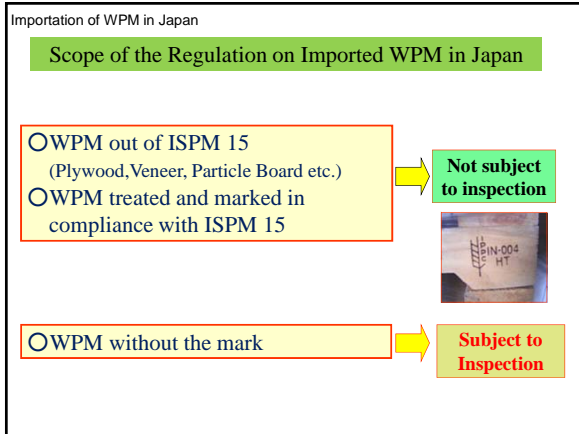 Importation of WPM in Japan
Scope of the Regulation on Imported WPM in Japan
○WPM out of ISPM 15
(Plywood,Veneer, Particle Board etc.)
○WPM treated and marked in
compliance with ISPM 15
Not subject
to inspection
IPPC
IN-004
HT
○WPM without the mark
Subject to
Inspection